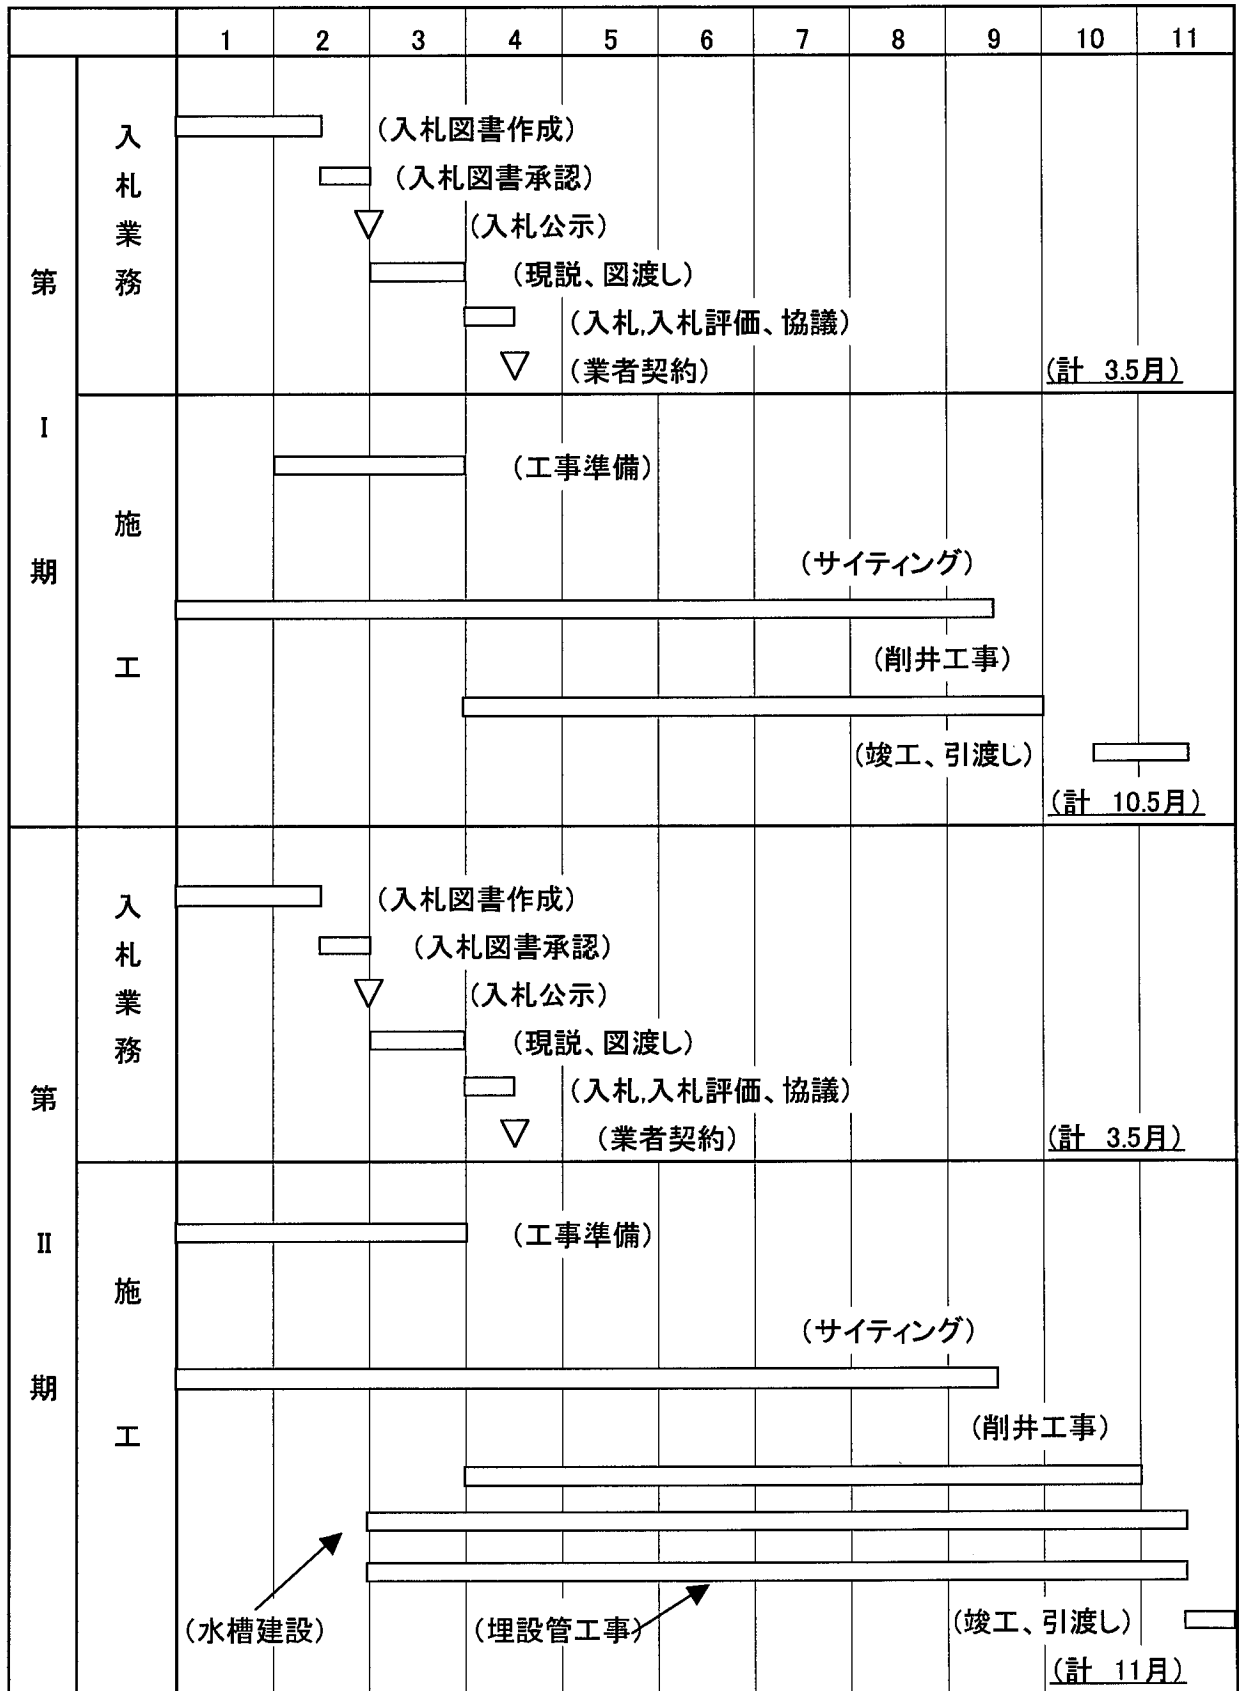 1 2 3 4 5 6 7 8 9 10 11
第Ⅰ期
入札業務
(入札図書作成)
(入札図書承認)
(入札公示)
(現説、図渡し)
(入札,入札評価、協議)
(業者契約)
(計 3.5月)
施工
(工事準備)
(サイティング)
(削井工事)
(竣工、引渡し)
(計 10.5月)
第Ⅱ期
入札業務
(入札図書作成)
(入札図書承認)
(入札公示)
(現説、図渡し)
(入札,入札評価、協議)
(業者契約)
(計 3.5月)
施工
(工事準備)
(サイティング)
(削井工事)
(水槽建設)
(埋設管工事)
(竣工、引渡し)
(計 11月)